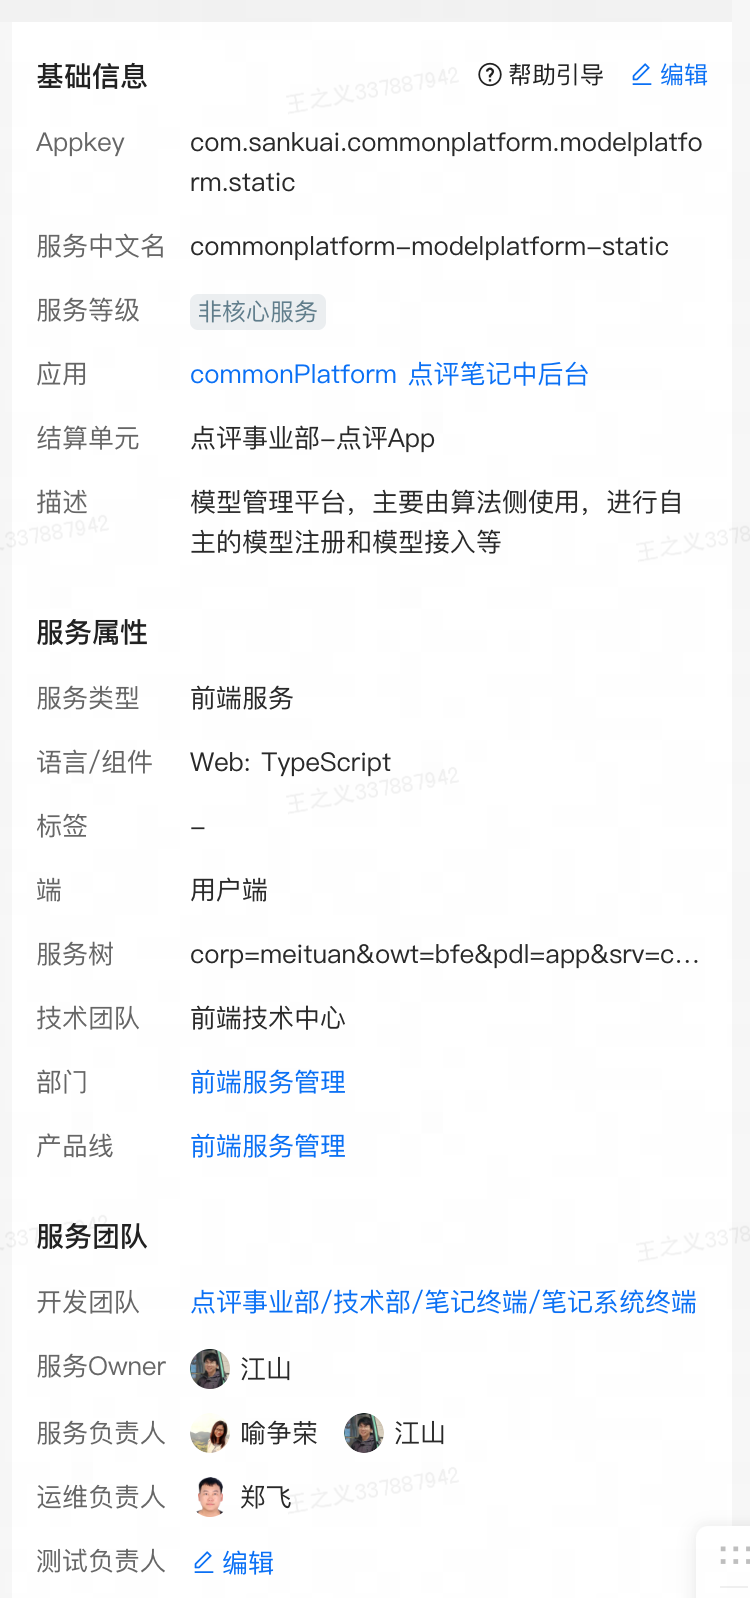 基础信息
帮助引导
编辑
Appkey
com.sankuai.commonplatform.modelplatfo
rm.static
服务中文名
commonplatform-modelplatform-static
服务等级
非核心服务
应用
commonPlatform 点评笔记中后台
结算单元
点评事业部-点评App
描述
模型管理平台，主要由算法侧使用，进行自
主的模型注册和模型接入等
服务属性
服务类型
前端服务
语言/组件
Web: TypeScript
标签
-
端
用户端
服务树
corp=meituan&owt=bfe&pdl=app&srv=c...
技术团队
前端技术中心
部门
前端服务管理
产品线
前端服务管理
服务团队
开发团队
点评事业部/技术部/笔记终端/笔记系统终端
服务Owner
江山
服务负责人
喻争荣 江山
运维负责人
郑飞
测试负责人
编辑
王之义337887942
337887942
王之义3378
王之义337887942
王之义3378
王之义337887942